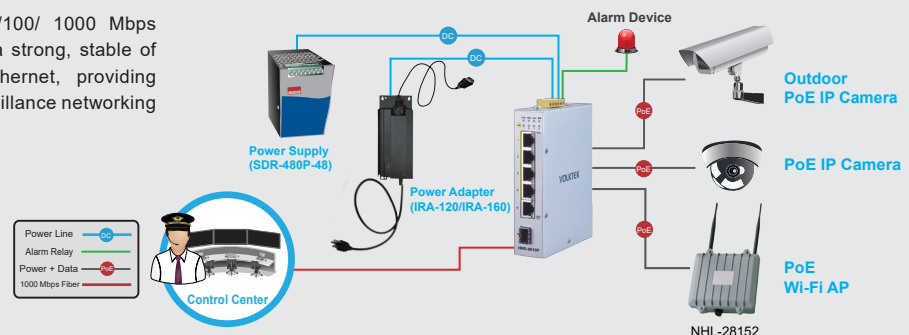 /100/ 1000 Mbps
a strong, stable of
hernet, providing
illance networking
Alarm Device
DC
DC
Power Supply
(SDR-480P-48)
Power Adapter
(IRA-120/IRA-160)
VOLKTEK
PoE
PoE
PoE
Outdoor
PoE IP Camera
PoE IP Camera
PoE
Wi-Fi AP
NHL-28152
Power Line DC
Alarm Relay
Power + Data PoE
1000 Mbps Fiber
Control Center